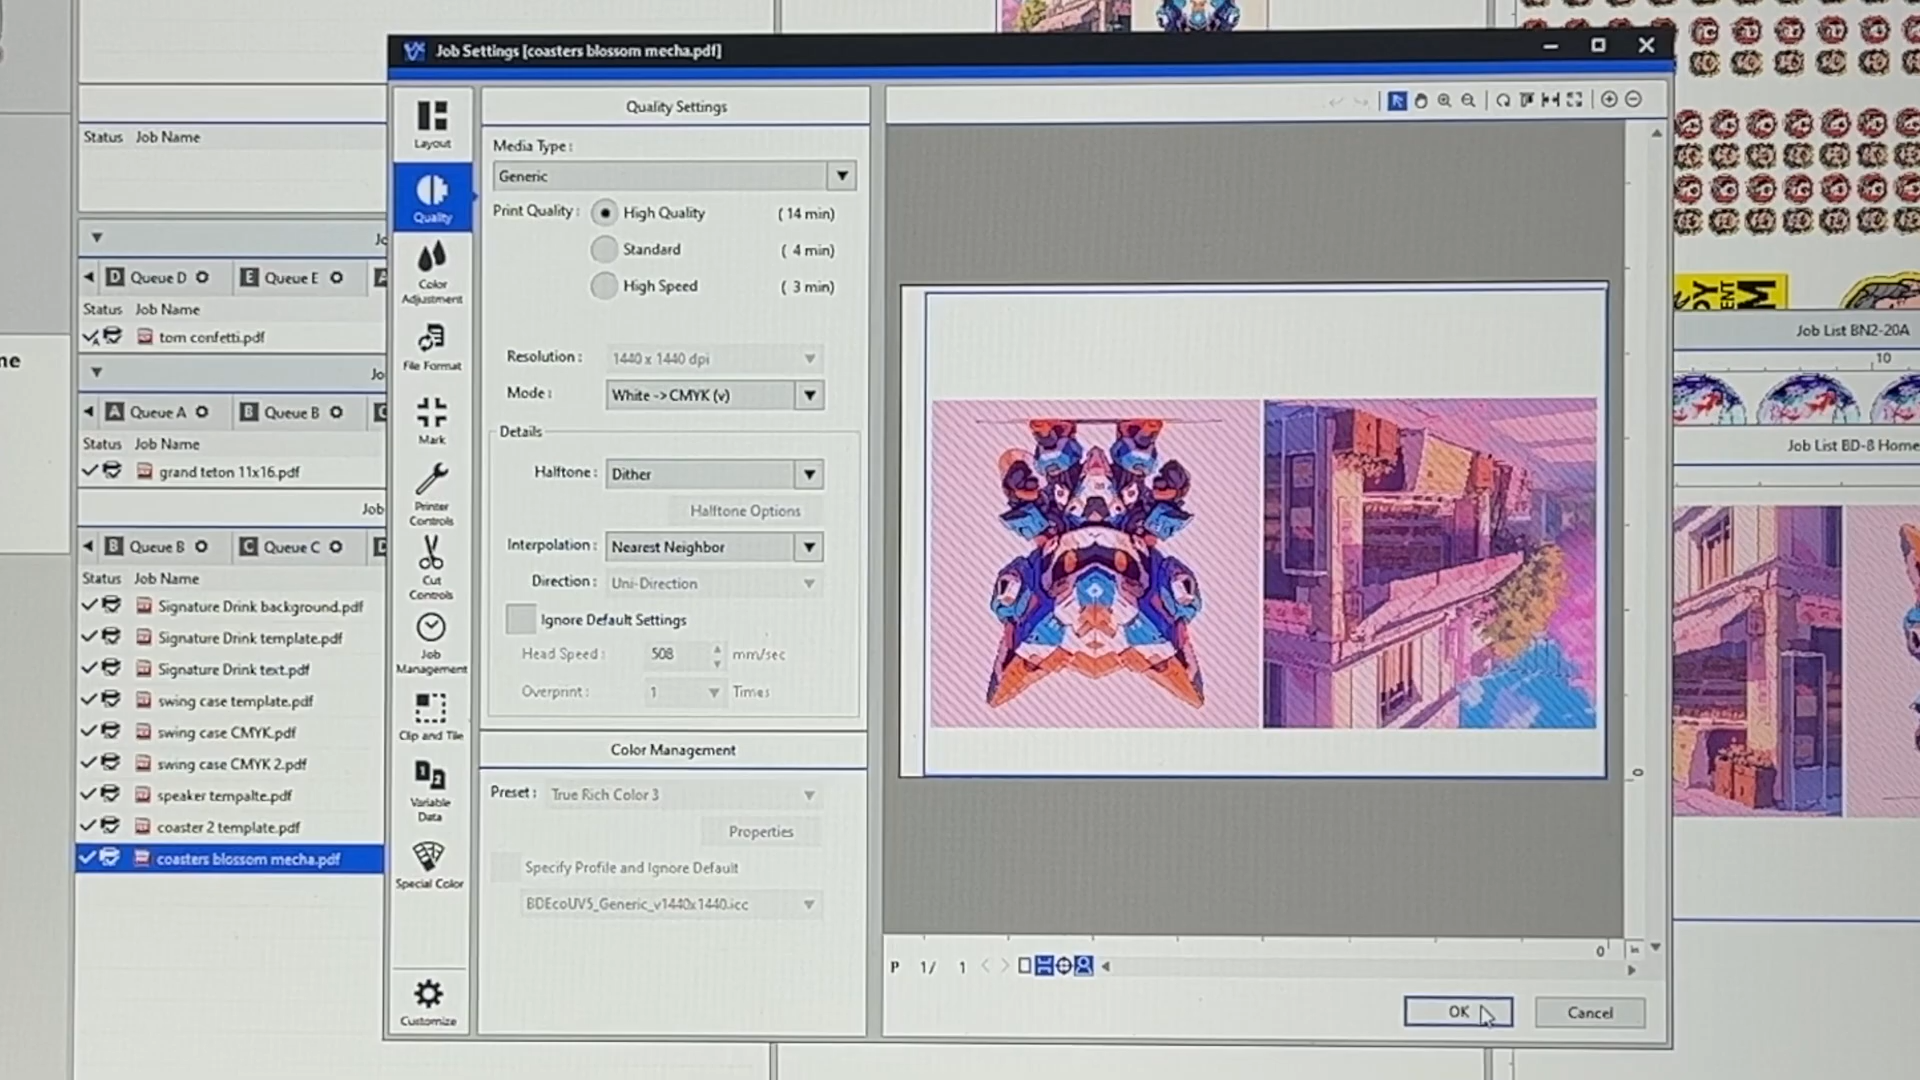 Job Settings [coasters blossom mecha.pdf]
Status Job Name
Queue D
Queue E
Status Job Name
tom confetti.pdf
Queue A
Queue B
Status Job Name
grand teton 11x16.pdf
Job
Queue B
Queue C
Status Job Name
Signature Drink background.pdf
Signature Drink template.pdf
Signature Drink text.pdf
swing case template.pdf
swing case CMYK.pdf
swing case CMYK 2.pdf
speaker tempalte.pdf
coaster 2 template.pdf
coasters blossom mecha.pdf
Layout
Quality
Color
Adjustment
File Format
Mark
Printer
Controls
Cut
Controls
Job
Management
Clip and Tile
Variable
Data
Special Color
Customize
Quality Settings
Media Type :
Generic
Print Quality : High Quality ( 14 min)
Standard ( 4 min)
High Speed ( 3 min)
Resolution : 1440 x 1440 dpi
Mode : White ->CMYK (v)
Details
Halftone : Dither
Halftone Options
Interpolation : Nearest Neighbor
Direction : Uni-Direction
Ignore Default Settings
Head Speed : 508 mm/sec
Overprint : 1 Times
Color Management
Preset : True Rich Color 3
Properties
Specify Profile and Ignore Default
BDEcoUV5_Generic_v1440x1440.icc
0
0
in
P 1/ 1
OK
Cancel
Job List BN2-20A
10
Job List BD-8 Home